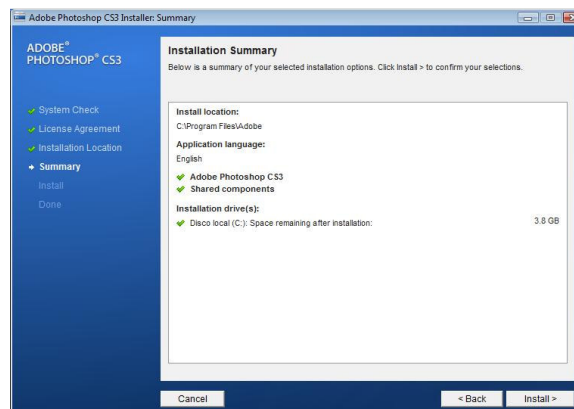 Adobe Photoshop CS3 Installer: Summary
ADOBE®
PHOTOSHOP® CS3
System Check
License Agreement
Installation Location
Summary
Install
Done
Installation Summary
Below is a summary of your selected installation options. Click Install > to confirm your selections.
Install location:
C:\Program Files\Adobe
Application language:
English
Adobe Photoshop CS3
Shared components
Installation drive(s):
Disco local (C:): Space remaining after installation: 3.8 GB
Cancel
< Back
Install >